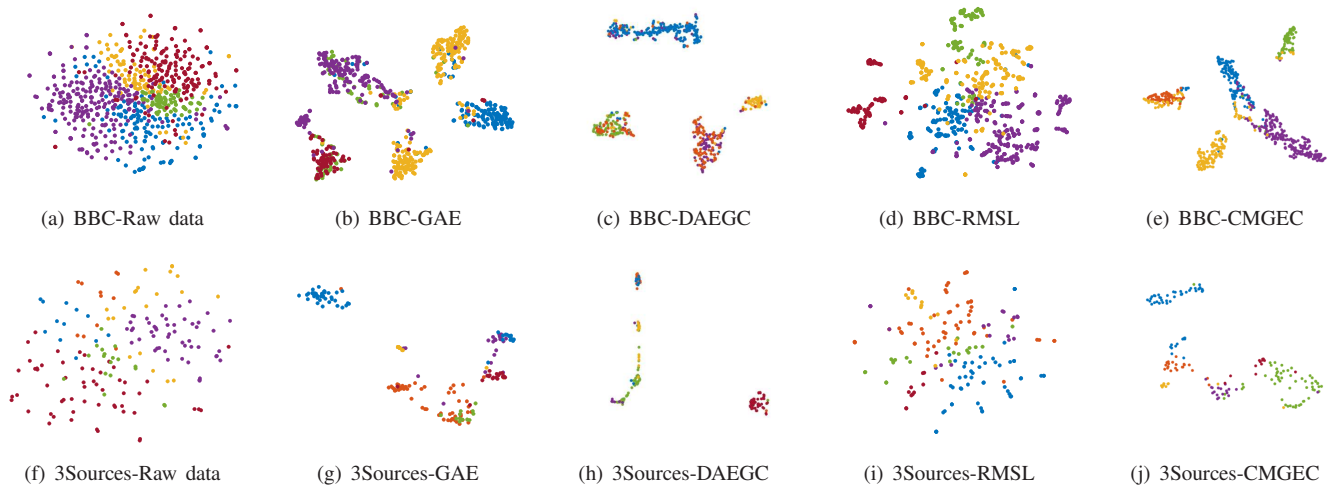 (a) BBC-Raw data
(b) BBC-GAE
(c) BBC-DAEGC
(d) BBC-RMSL
(e) BBC-CMGEC
(f) 3Sources-Raw data
(g) 3Sources-GAE
(h) 3Sources-DAEGC
(i) 3Sources-RMSL
(j) 3Sources-CMGEC